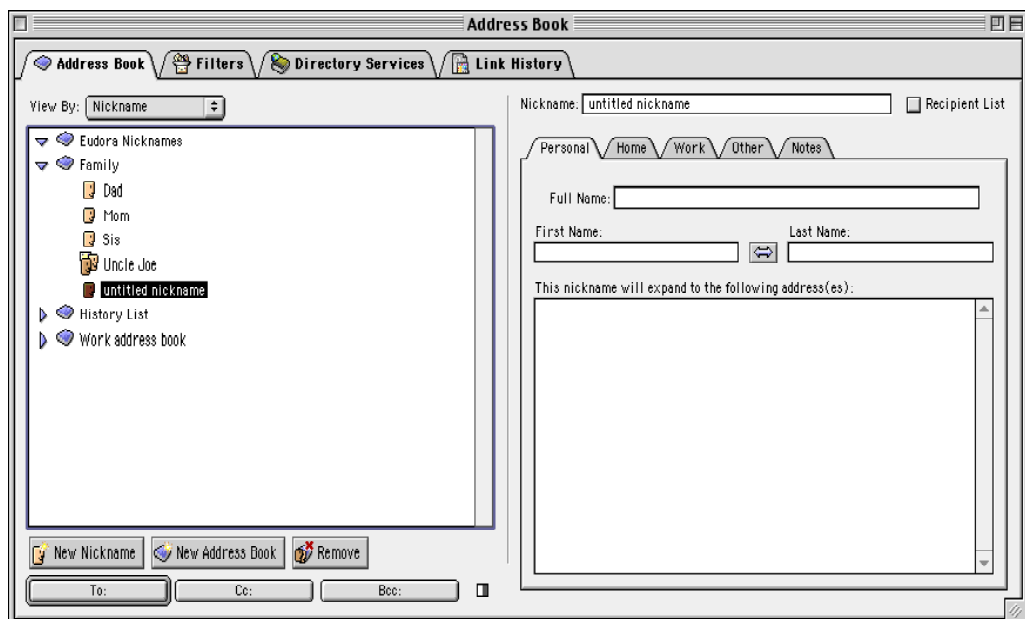 Address Book
Address Book Filters Directory Services Link History
View By: Nickname
Eudora Nicknames
Family
Dad
Mom
Sis
Uncle Joe
untitled nickname
History List
Work address book
New Nickname New Address Book Remove
To: Cc: Bcc:
Nickname: untitled nickname Recipient List
Personal Home Work Other Notes
Full Name:
First Name: Last Name:
This nickname will expand to the following address(es):